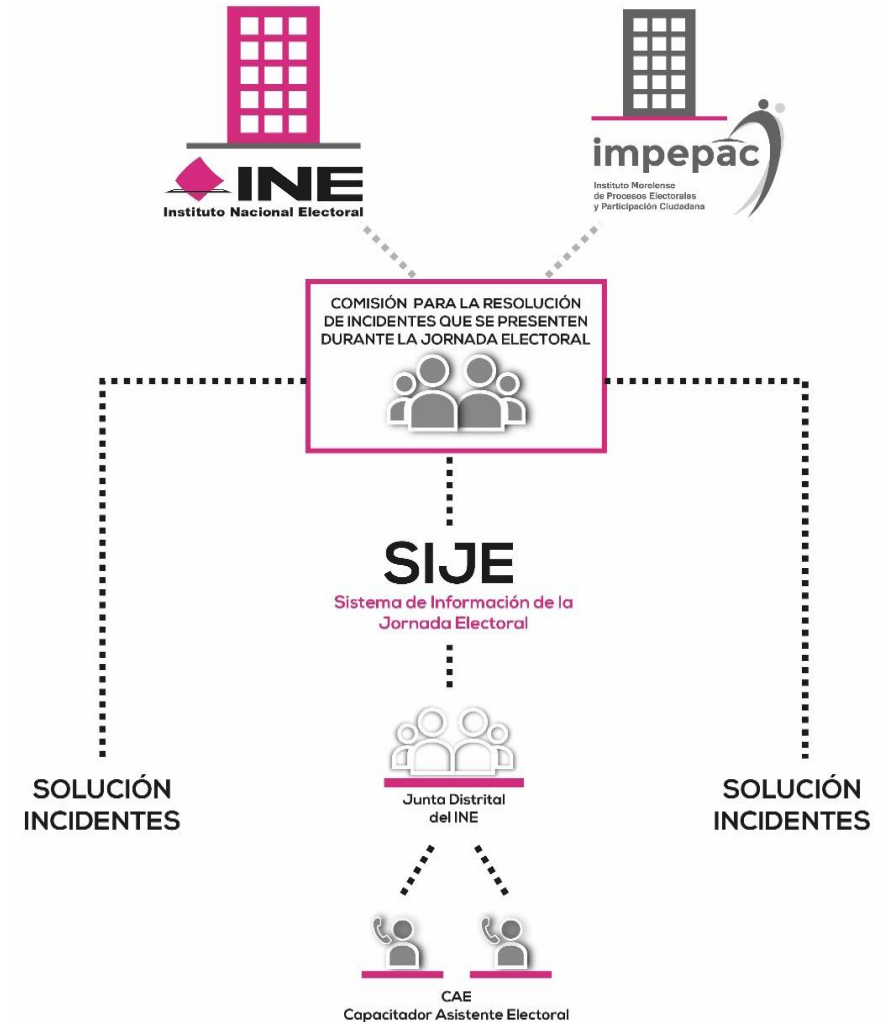 INE
Instituto Nacional Electoral
impepac
Instituto Morelense
de Procesos Electorales
y Participación Ciudadana
COMISIÓN PARA LA RESOLUCIÓN
DE INCIDENTES QUE SE PRESENTEN
DURANTE LA JORNADA ELECTORAL
SIJE
Sistema de Información de la
Jornada Electoral
Junta Distrital
del INE
SOLUCIÓN
INCIDENTES
SOLUCIÓN
INCIDENTES
CAE
Capacitador Asistente Electoral